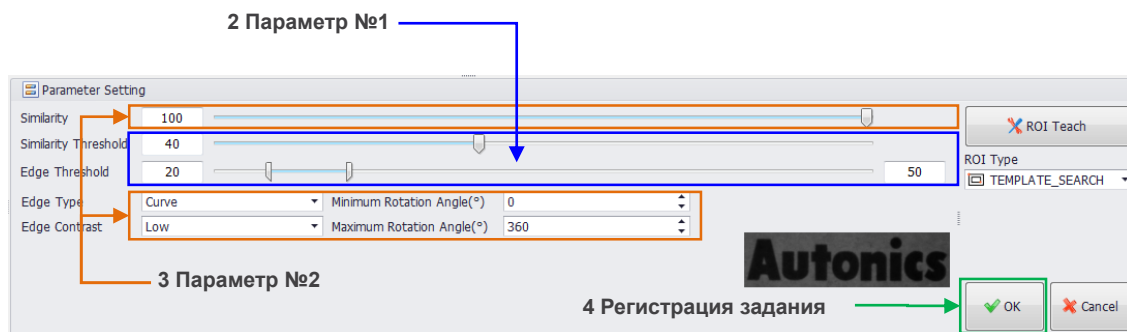 2 Параметр №1
Parameter Setting
Similarity 100
ROI Teach
Similarity Threshold 40
ROI Type
Edge Threshold 20 50
TEMPLATE_SEARCH
Edge Type Curve Minimum Rotation Angle(°) 0
Edge Contrast Low Maximum Rotation Angle(°) 360
Autonics
3 Параметр №2
4 Регистрация задания
OK Cancel